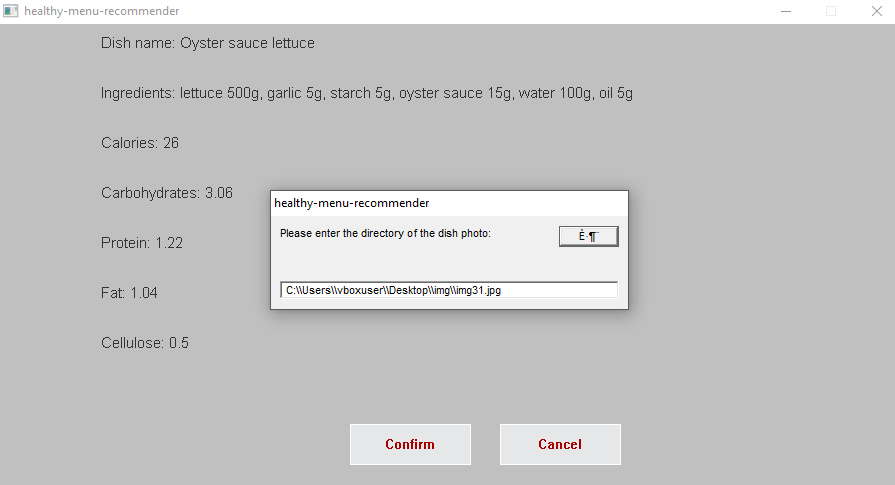 healthy-menu-recommender
Dish name: Oyster sauce lettuce
Ingredients: lettuce 500g, garlic 5g, starch 5g, oyster sauce 15g, water 100g, oil 5g
Calories: 26
Carbohydrates: 3.06
Protein: 1.22
Fat: 1.04
Cellulose: 0.5
healthy-menu-recommender
Please enter the directory of the dish photo:
È·¶¨
C:\\Users\\vboxuser\\Desktop\\img\\img31.jpg
Confirm
Cancel